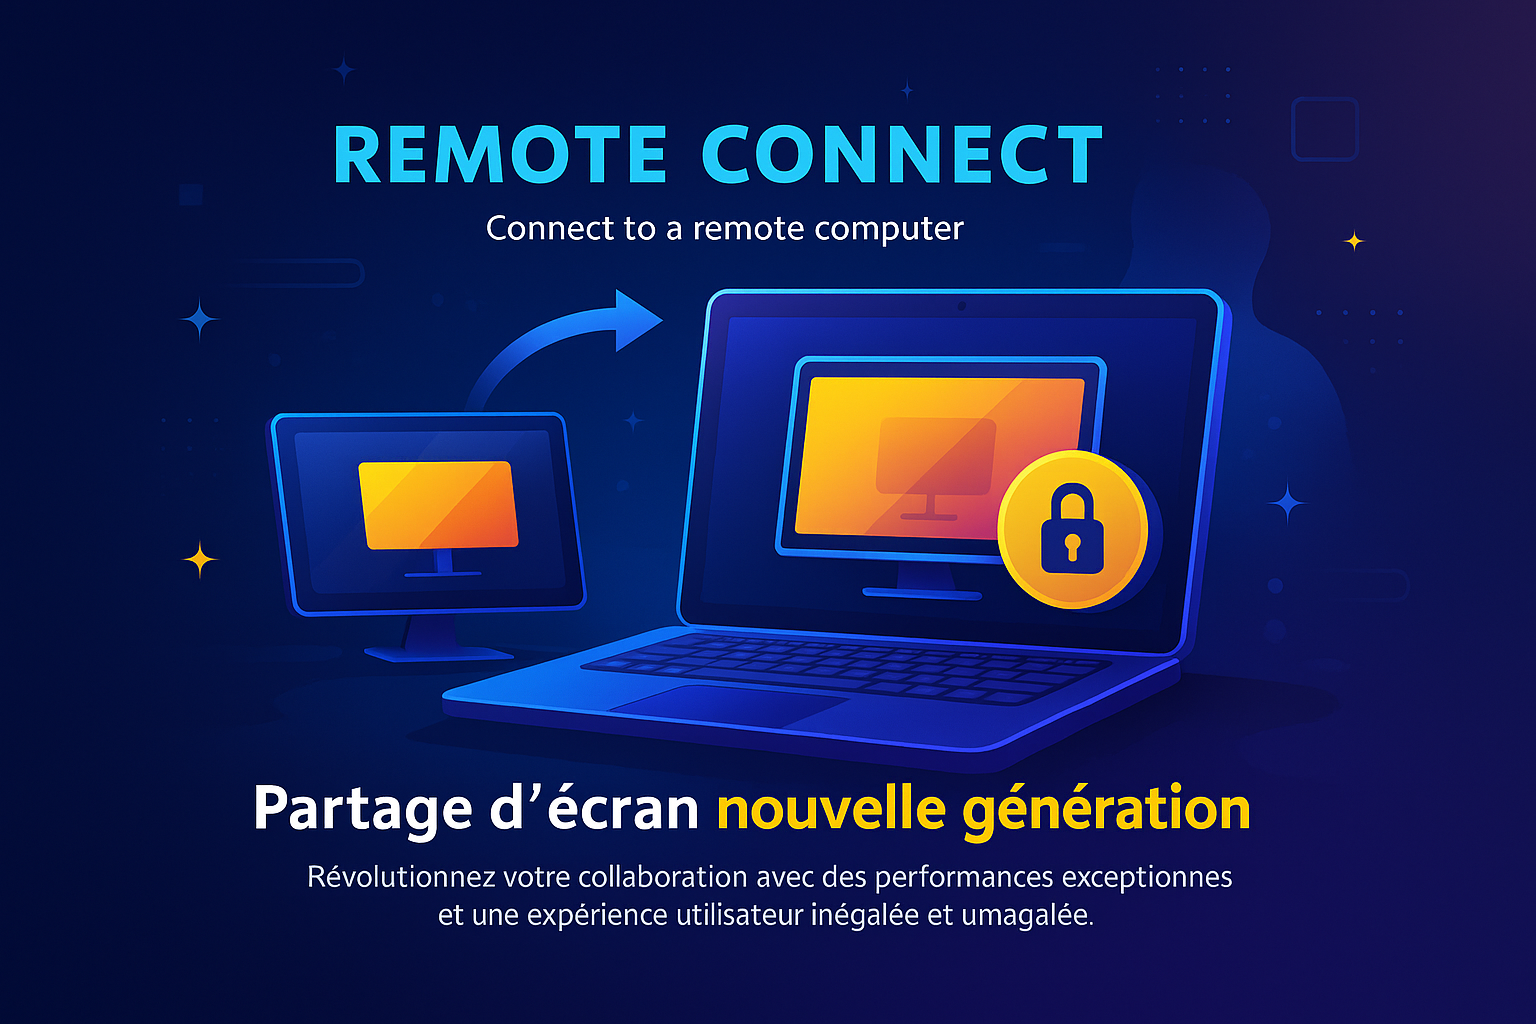 REMOTE CONNECT
Connect to a remote computer
Partage d'écran nouvelle génération
Révolutionnez votre collaboration avec des performances exceptionnes
et une expérience utilisateur inégalée et umagalée.